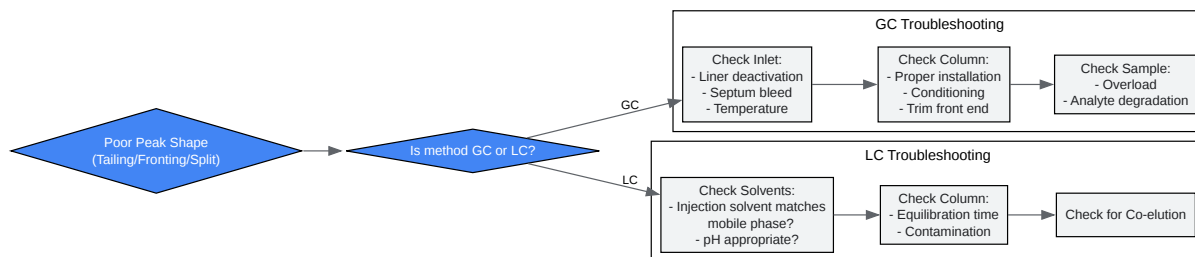 Poor Peak Shape
(Tailing/Fronting/Split)
Is method GC or LC?
GC
LC
GC Troubleshooting
Check Inlet:
- Liner deactivation
- Septum bleed
- Temperature
Check Column:
- Proper installation
- Conditioning
- Trim front end
Check Sample:
- Overload
- Analyte degradation
LC Troubleshooting
Check Solvents:
- Injection solvent matches
mobile phase?
- pH appropriate?
Check Column:
- Equilibration time
- Contamination
Check for Co-elution